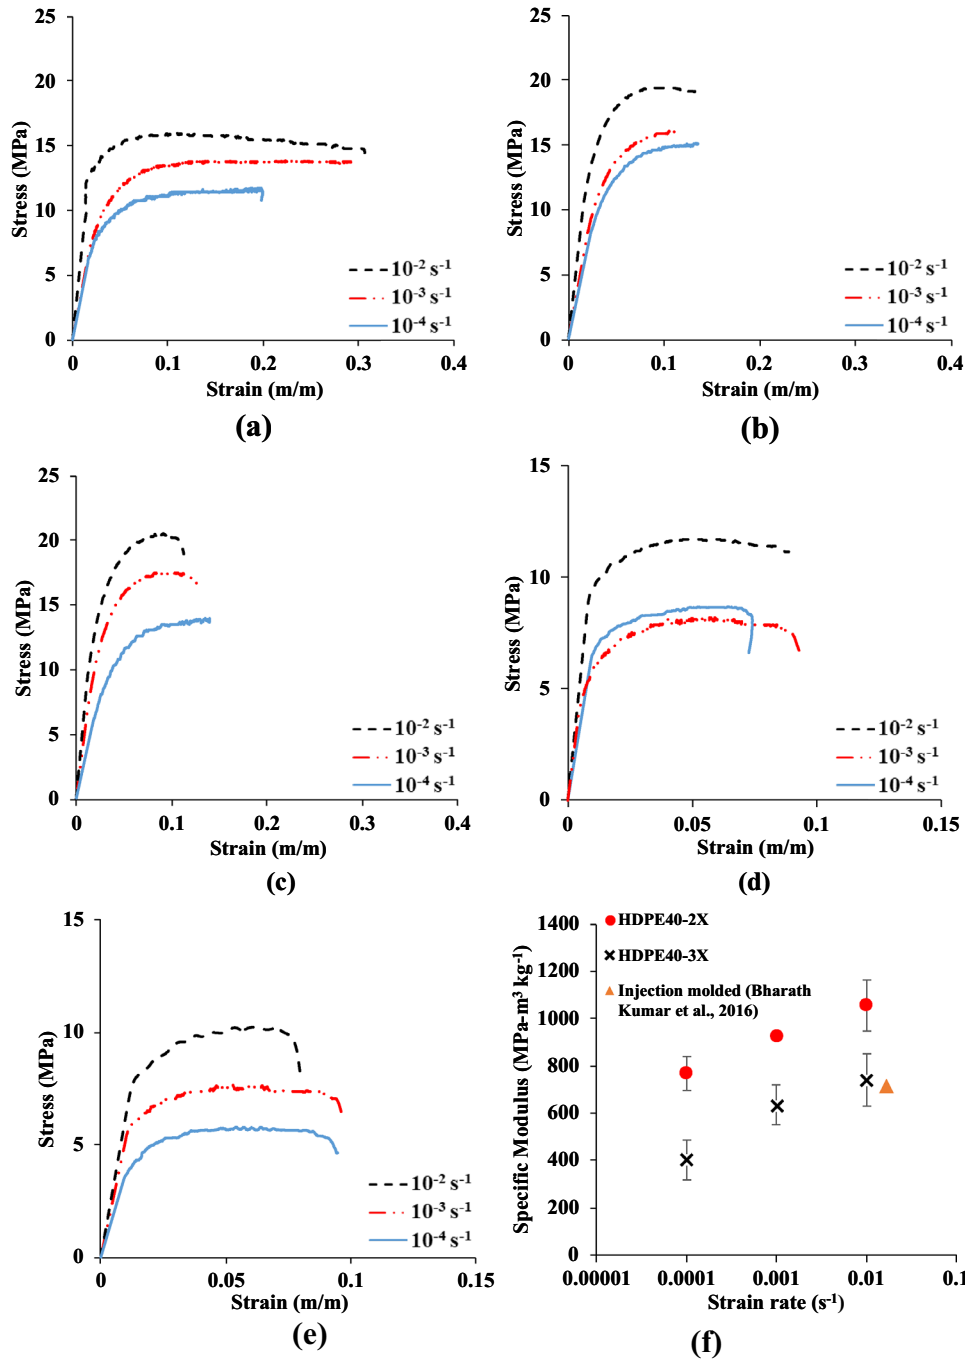 25
20
15
10
5
0
Stress (MPa)
0
0.1
0.2
0.3
0.4
Strain (m/m)
10⁻² s⁻¹
10⁻³ s⁻¹
10⁻⁴ s⁻¹
(a)
25
20
15
10
5
0
Stress (MPa)
0
0.1
0.2
0.3
0.4
Strain (m/m)
10⁻² s⁻¹
10⁻³ s⁻¹
10⁻⁴ s⁻¹
(b)
25
20
15
10
5
0
Stress (MPa)
0
0.1
0.2
0.3
0.4
Strain (m/m)
10⁻² s⁻¹
10⁻³ s⁻¹
10⁻⁴ s⁻¹
(c)
15
10
5
0
Stress (MPa)
0
0.05
0.1
0.15
Strain (m/m)
10⁻² s⁻¹
10⁻³ s⁻¹
10⁻⁴ s⁻¹
(d)
15
10
5
0
Stress (MPa)
0
0.05
0.1
0.15
Strain (m/m)
10⁻² s⁻¹
10⁻³ s⁻¹
10⁻⁴ s⁻¹
(e)
1400
1200
1000
800
600
400
200
0
Specific Modulus (MPa-m³ kg⁻¹)
HDPE40-2X
HDPE40-3X
Injection molded (Bharath
Kumar et al., 2016)
0.00001
0.0001
0.001
0.01
0.1
Strain rate (s⁻¹)
(f)